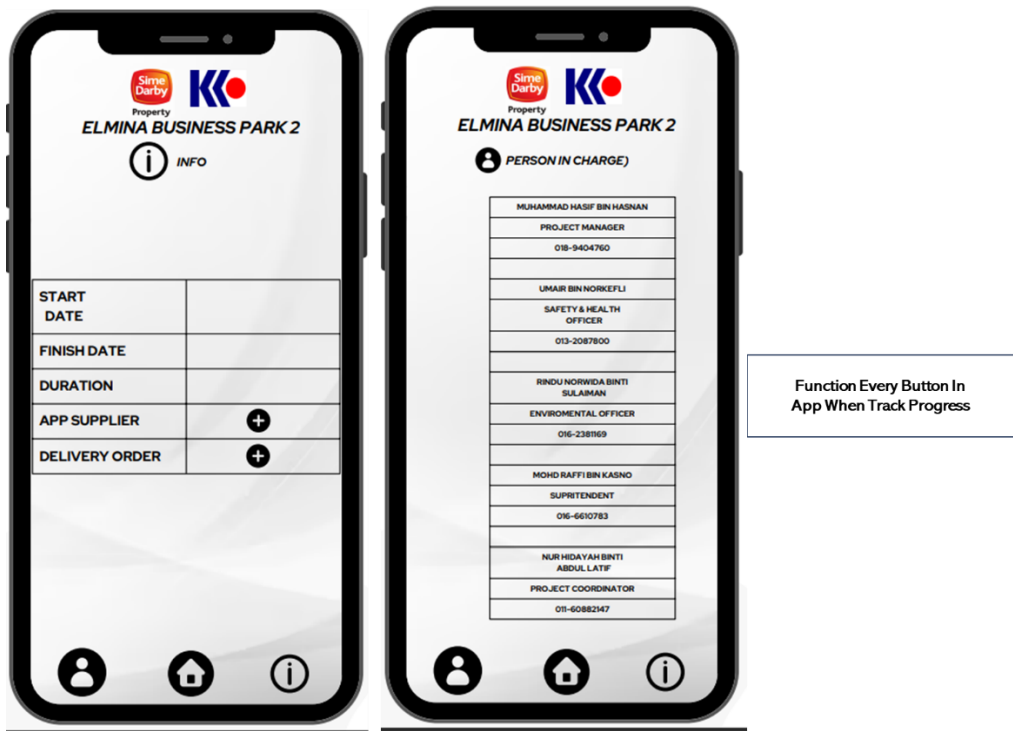 Sime
Darby
Property
ELMINA BUSINESS PARK 2
INFO
START
DATE
FINISH DATE
DURATION
APP SUPPLIER
DELIVERY ORDER
Sime
Darby
Property
ELMINA BUSINESS PARK 2
PERSON IN CHARGE)
MUHAMMAD HASIF BIN HASNAN
PROJECT MANAGER
018-9404760
UMAIR BIN NORKEFLI
SAFETY & HEALTH
OFFICER
013-2087800
RINDU NORWIDA BINTI
SULAIMAN
ENVIROMENTAL OFFICER
016-2381169
MOHD RAFFI BIN KASNO
SUPRITENDENT
016-6610783
NUR HIDAYAH BINTI
ABDUL LATIF
PROJECT COORDINATOR
011-60882147
Function Every Button In
App When Track Progress